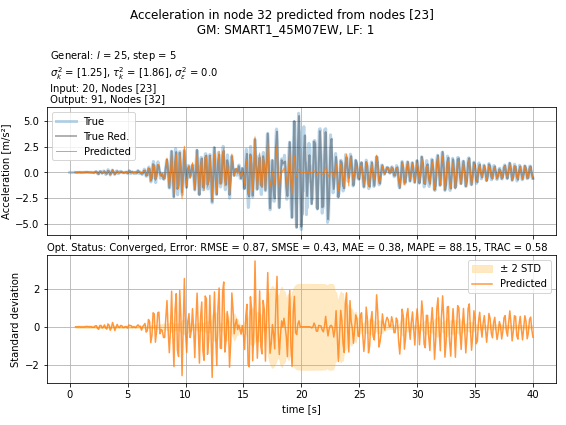 Acceleration in node 32 predicted from nodes [23]
GM: SMART1_45M07EW, LF: 1
General: l = 25, step = 5
σ²ₖ = [1.25], τ²ₖ = [1.86], σ²ε = 0.0
Input: 20, Nodes [23]
Output: 91, Nodes [32]
Acceleration [m/s²]
5.0
2.5
0.0
−2.5
−5.0
True
True Red.
Predicted
Opt. Status: Converged, Error: RMSE = 0.87, SMSE = 0.43, MAE = 0.38, MAPE = 88.15, TRAC = 0.58
Standard deviation
2
0
−2
± 2 STD
Predicted
0 5 10 15 20 25 30 35 40
time [s]